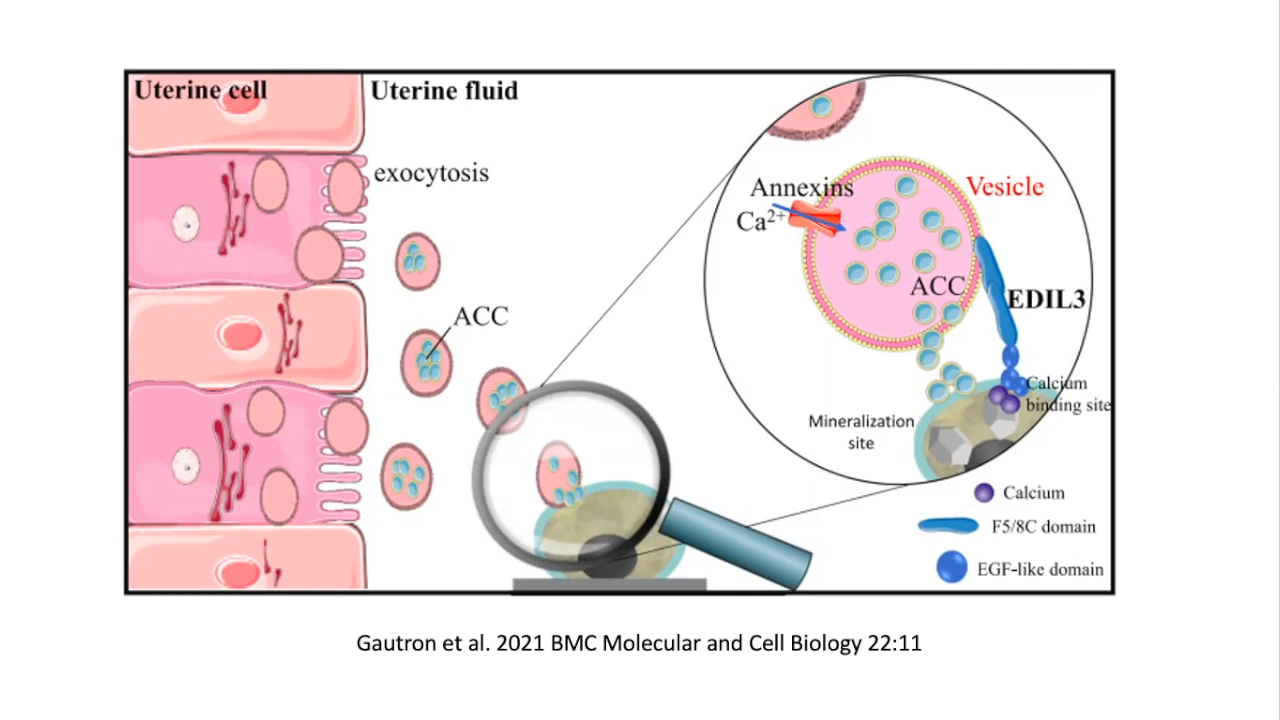 Uterine cell
Uterine fluid
exocytosis
ACC
Annexins
Ca²⁺
Vesicle
ACC
EDIL3
Calcium
binding site
Mineralization
site
Calcium
F5/8C domain
EGF-like domain
Gautron et al. 2021 BMC Molecular and Cell Biology 22:11